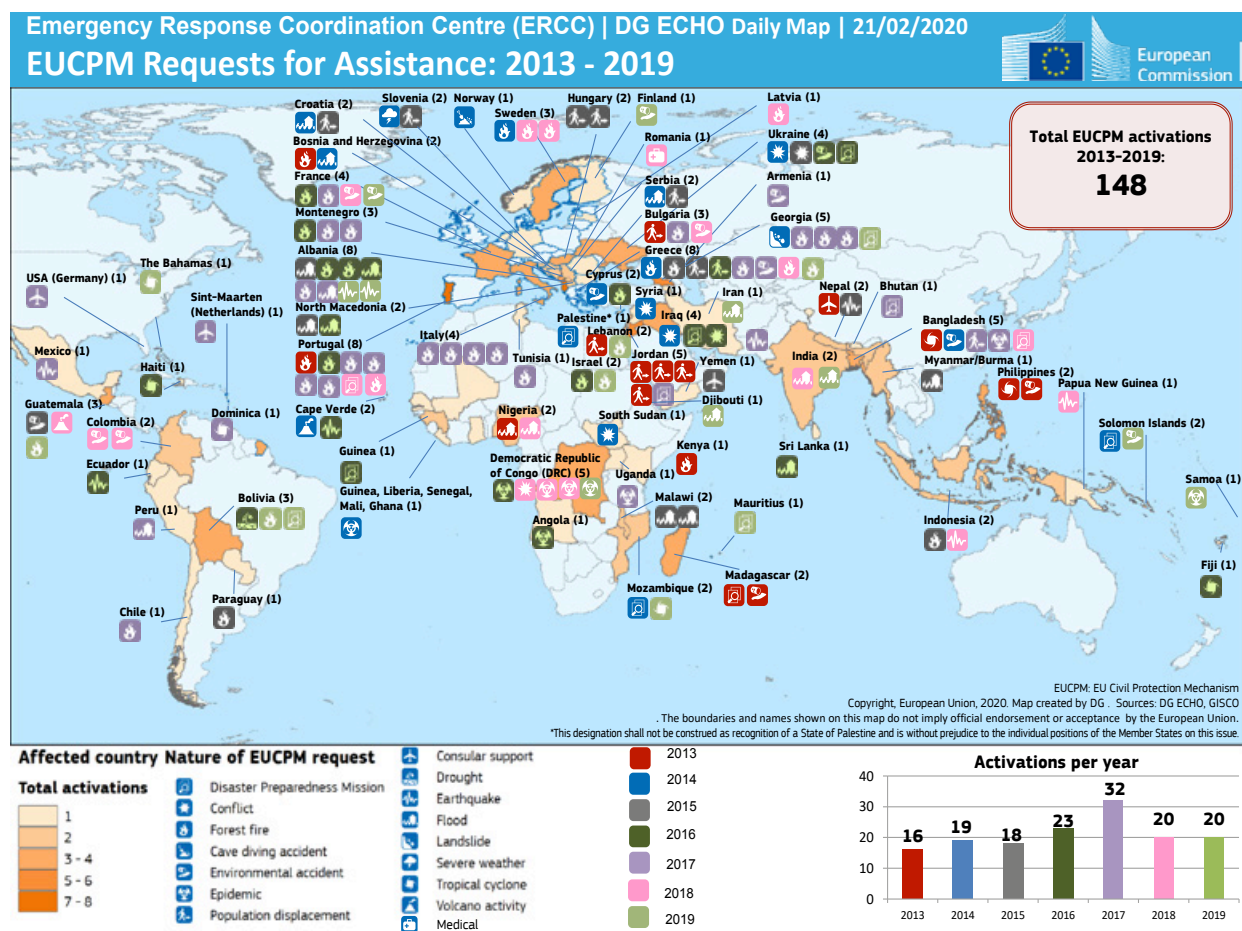 Emergency Response Coordination Centre (ERCC) | DG ECHO Daily Map | 21/02/2020
EUCPM Requests for Assistance: 2013 - 2019
European
Commission
Total EUCPM activations
2013-2019:
148
Croatia (2)
Slovenia (2)
Norway (1)
Sweden (3)
Hungary (2)
Finland (1)
Latvia (1)
Romania (1)
Ukraine (4)
Bosnia and Herzegovina (2)
France (4)
Serbia (2)
Armenia (1)
Montenegro (3)
Bulgaria (3)
Georgia (5)
Albania (8)
Greece (8)
USA (Germany) (1)
The Bahamas (1)
Sint-Maarten
(Netherlands) (1)
Cyprus (2)
Syria (1)
Iran (1)
Nepal (2)
Bhutan (1)
North Macedonia (2)
Palestine* (1)
Lebanon (2)
Iraq (4)
Bangladesh (5)
Portugal (8)
Italy(4)
Tunisia (1)
Israel (2)
Jordan (5)
Yemen (1)
India (2)
Myanmar/Burma (1)
Philippines (2)
Papua New Guinea (1)
Mexico (1)
Haiti (1)
Guatemala (3)
Colombia (2)
Dominica (1)
Cape Verde (2)
Nigeria (2)
South Sudan (1)
Djibouti (1)
Solomon Islands (2)
Ecuador (1)
Guinea (1)
Democratic Republic
of Congo (DRC) (5)
Kenya (1)
Sri Lanka (1)
Bolivia (3)
Guinea, Liberia, Senegal,
Mali, Ghana (1)
Uganda (1)
Malawi (2)
Mauritius (1)
Samoa (1)
Peru (1)
Angola (1)
Indonesia (2)
Fiji (1)
Paraguay (1)
Chile (1)
Mozambique (2)
Madagascar (2)
EUCPM: EU Civil Protection Mechanism
Copyright, European Union, 2020. Map created by DG . Sources: DG ECHO, GISCO
. The boundaries and names shown on this map do not imply official endorsement or acceptance by the European Union.
*This designation shall not be construed as recognition of a State of Palestine and is without prejudice to the individual positions of the Member States on this issue.
Affected country
Total activations
1
2
3 - 4
5 - 6
7 - 8
Nature of EUCPM request
Disaster Preparedness Mission
Conflict
Forest fire
Cave diving accident
Environmental accident
Epidemic
Population displacement
Consular support
Drought
Earthquake
Flood
Landslide
Severe weather
Tropical cyclone
Volcano activity
Medical
2013
2014
2015
2016
2017
2018
2019
Activations per year
40
30
20
10
0
16
19
18
23
32
20
20
2013
2014
2015
2016
2017
2018
2019